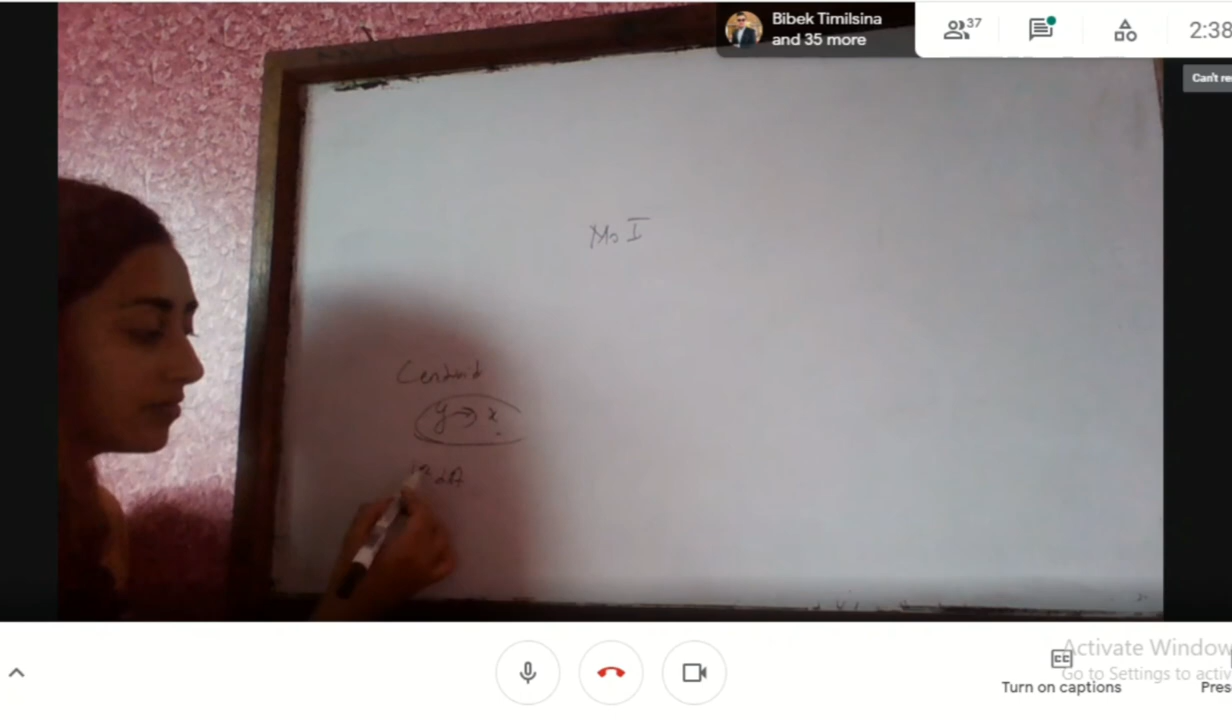 Bibek Timilsina
and 35 more
37
2:38
Can't re
MoI
Centroid
y → x
dA
Activate Window
Go to Settings to activ
Turn on captions
Pres